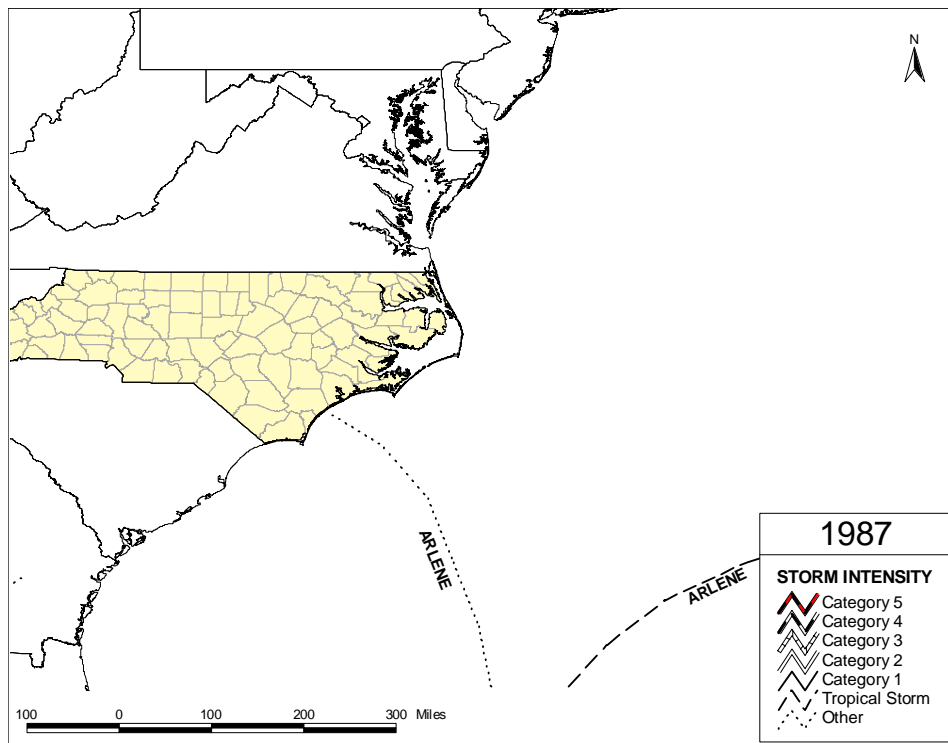 N
ARLENE
ARLENE
1987
STORM INTENSITY
Category 5
Category 4
Category 3
Category 2
Category 1
Tropical Storm
Other
100 0 100 200 300 Miles